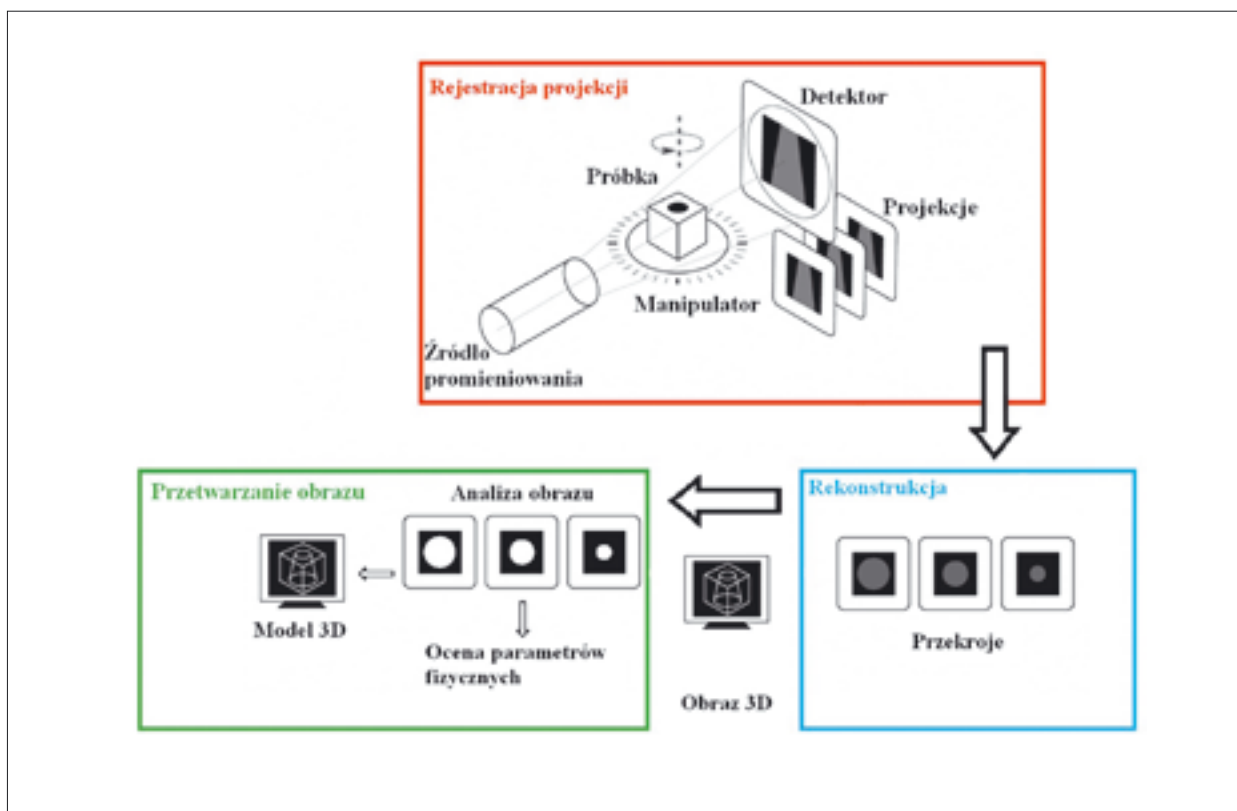 Rejestracja projekcji
Detektor
Próbka
Projekcje
Manipulator
Źródło
promieniowania
Przetwarzanie obrazu
Analiza obrazu
Model 3D
Ocena parametrów
fizycznych
Obraz 3D
Rekonstrukcja
Przekroje